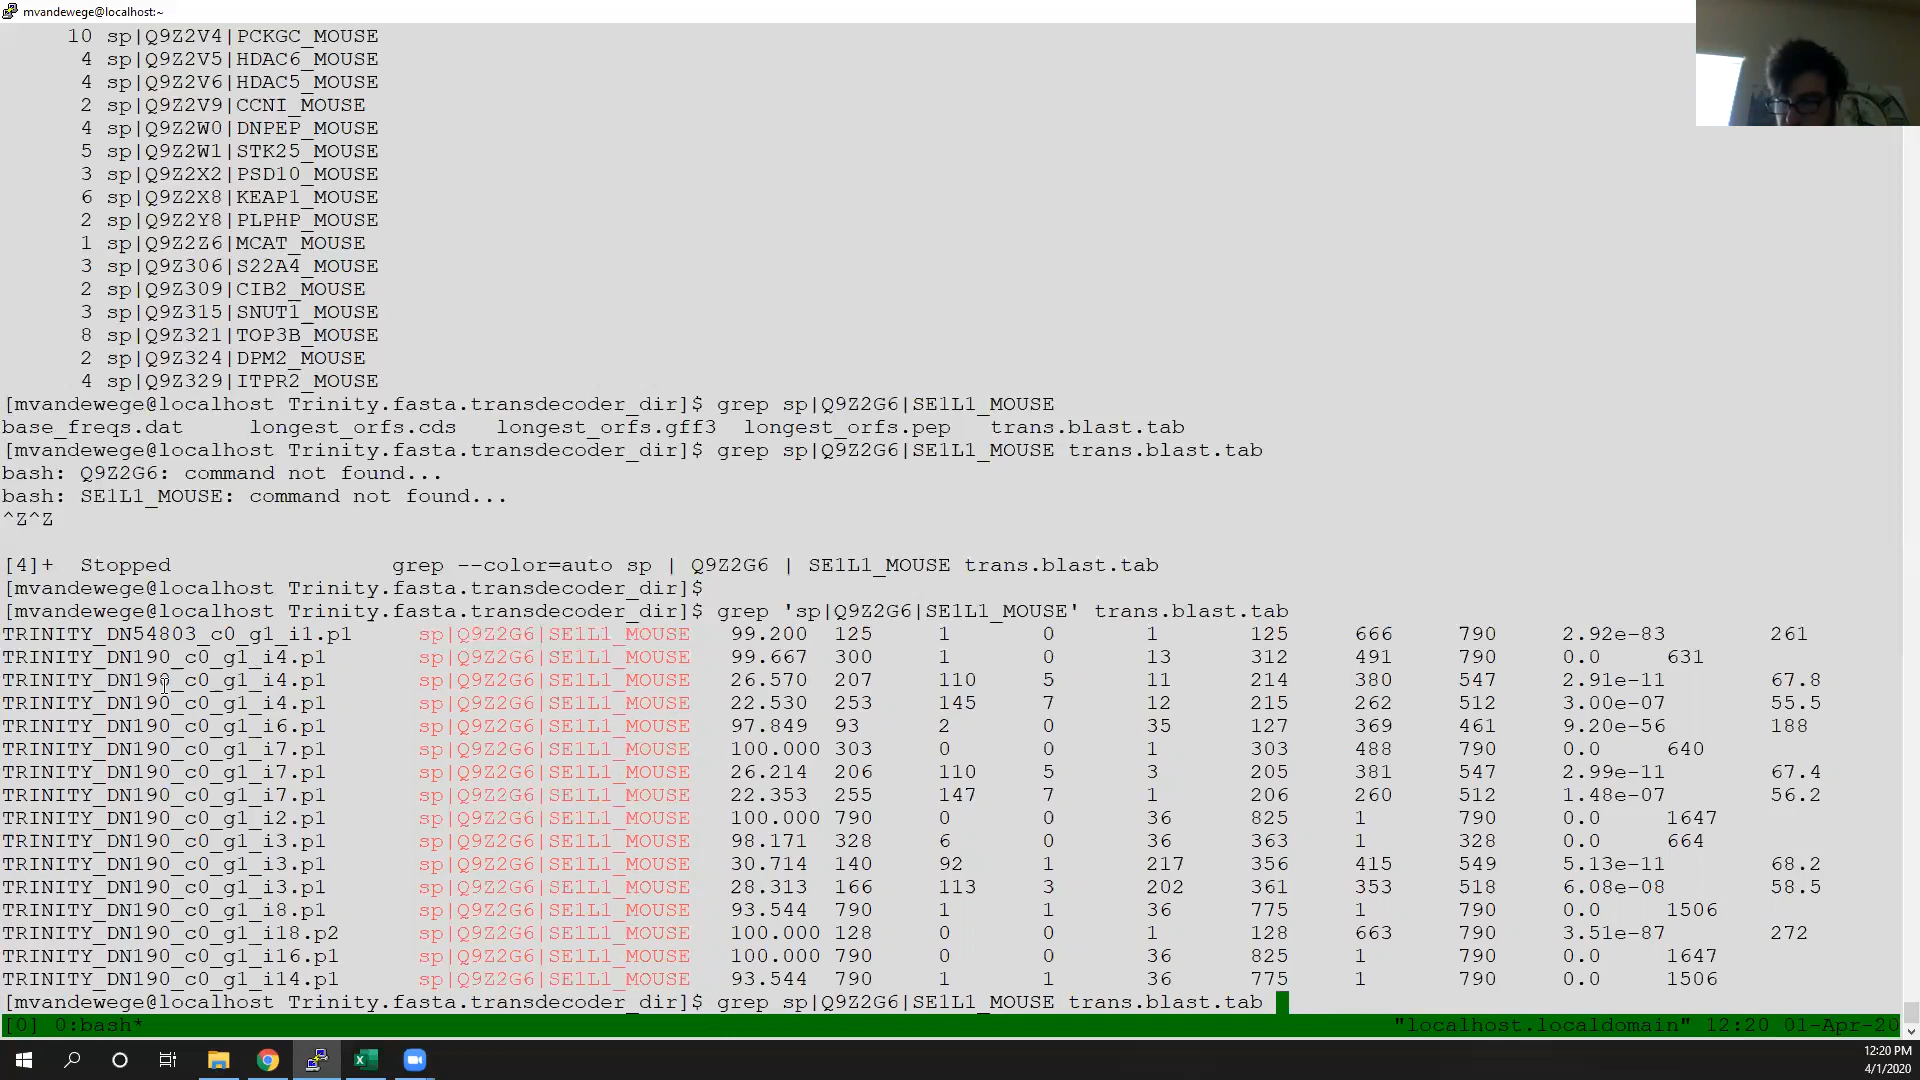 mvandewege@localhost:~
10 sp|Q9Z2V4|PCKGC_MOUSE
4 sp|Q9Z2V5|HDAC6_MOUSE
4 sp|Q9Z2V6|HDAC5_MOUSE
2 sp|Q9Z2V9|CCNI_MOUSE
4 sp|Q9Z2W0|DNPEP_MOUSE
5 sp|Q9Z2W1|STK25_MOUSE
3 sp|Q9Z2X2|PSD10_MOUSE
6 sp|Q9Z2X8|KEAP1_MOUSE
2 sp|Q9Z2Y8|PLPHP_MOUSE
1 sp|Q9Z2Z6|MCAT_MOUSE
3 sp|Q9Z306|S22A4_MOUSE
2 sp|Q9Z309|CIB2_MOUSE
3 sp|Q9Z315|SNUT1_MOUSE
8 sp|Q9Z321|TOP3B_MOUSE
2 sp|Q9Z324|DPM2_MOUSE
4 sp|Q9Z329|ITPR2_MOUSE
[mvandewege@localhost Trinity.fasta.transdecoder_dir]$ grep sp|Q9Z2G6|SE1L1_MOUSE
base_freqs.dat longest_orfs.cds longest_orfs.gff3 longest_orfs.pep trans.blast.tab
[mvandewege@localhost Trinity.fasta.transdecoder_dir]$ grep sp|Q9Z2G6|SE1L1_MOUSE trans.blast.tab
bash: Q9Z2G6: command not found...
bash: SE1L1_MOUSE: command not found...
^Z^Z
[4]+ Stopped grep --color=auto sp | Q9Z2G6 | SE1L1_MOUSE trans.blast.tab
[mvandewege@localhost Trinity.fasta.transdecoder_dir]$
[mvandewege@localhost Trinity.fasta.transdecoder_dir]$ grep 'sp|Q9Z2G6|SE1L1_MOUSE' trans.blast.tab
TRINITY_DN54803_c0_g1_i1.p1 sp|Q9Z2G6|SE1L1_MOUSE 99.200 125 1 0 1 125 666 790 2.92e-83 261
TRINITY_DN190_c0_g1_i4.p1 sp|Q9Z2G6|SE1L1_MOUSE 99.667 300 1 0 13 312 491 790 0.0 631
TRINITY_DN190_c0_g1_i4.p1 sp|Q9Z2G6|SE1L1_MOUSE 26.570 207 110 5 11 214 380 547 2.91e-11 67.8
TRINITY_DN190_c0_g1_i4.p1 sp|Q9Z2G6|SE1L1_MOUSE 22.530 253 145 7 12 215 262 512 3.00e-07 55.5
TRINITY_DN190_c0_g1_i6.p1 sp|Q9Z2G6|SE1L1_MOUSE 97.849 93 2 0 35 127 369 461 9.20e-56 188
TRINITY_DN190_c0_g1_i7.p1 sp|Q9Z2G6|SE1L1_MOUSE 100.000 303 0 0 1 303 488 790 0.0 640
TRINITY_DN190_c0_g1_i7.p1 sp|Q9Z2G6|SE1L1_MOUSE 26.214 206 110 5 3 205 381 547 2.99e-11 67.4
TRINITY_DN190_c0_g1_i7.p1 sp|Q9Z2G6|SE1L1_MOUSE 22.353 255 147 7 1 206 260 512 1.48e-07 56.2
TRINITY_DN190_c0_g1_i2.p1 sp|Q9Z2G6|SE1L1_MOUSE 100.000 790 0 0 36 825 1 790 0.0 1647
TRINITY_DN190_c0_g1_i3.p1 sp|Q9Z2G6|SE1L1_MOUSE 98.171 328 6 0 36 363 1 328 0.0 664
TRINITY_DN190_c0_g1_i3.p1 sp|Q9Z2G6|SE1L1_MOUSE 30.714 140 92 1 217 356 415 549 5.13e-11 68.2
TRINITY_DN190_c0_g1_i3.p1 sp|Q9Z2G6|SE1L1_MOUSE 28.313 166 113 3 202 361 353 518 6.08e-08 58.5
TRINITY_DN190_c0_g1_i8.p1 sp|Q9Z2G6|SE1L1_MOUSE 93.544 790 1 1 36 775 1 790 0.0 1506
TRINITY_DN190_c0_g1_i18.p2 sp|Q9Z2G6|SE1L1_MOUSE 100.000 128 0 0 1 128 663 790 3.51e-87 272
TRINITY_DN190_c0_g1_i16.p1 sp|Q9Z2G6|SE1L1_MOUSE 100.000 790 0 0 36 825 1 790 0.0 1647
TRINITY_DN190_c0_g1_i14.p1 sp|Q9Z2G6|SE1L1_MOUSE 93.544 790 1 1 36 775 1 790 0.0 1506
[mvandewege@localhost Trinity.fasta.transdecoder_dir]$ grep sp|Q9Z2G6|SE1L1_MOUSE trans.blast.tab
[0] 0:bash* "localhost.localdomain" 12:20 01-Apr-20
12:20 PM
4/1/2020